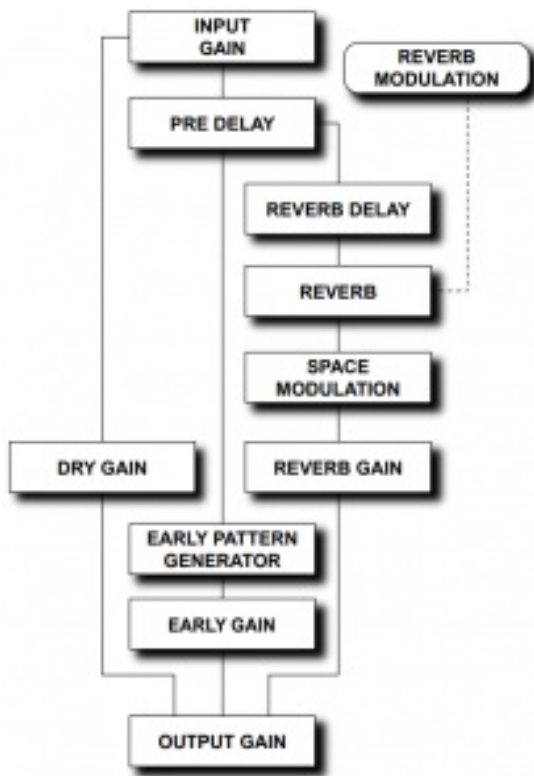 INPUT
GAIN
REVERB
MODULATION
PRE DELAY
REVERB DELAY
REVERB
SPACE
MODULATION
DRY GAIN
REVERB GAIN
EARLY PATTERN
GENERATOR
EARLY GAIN
OUTPUT GAIN